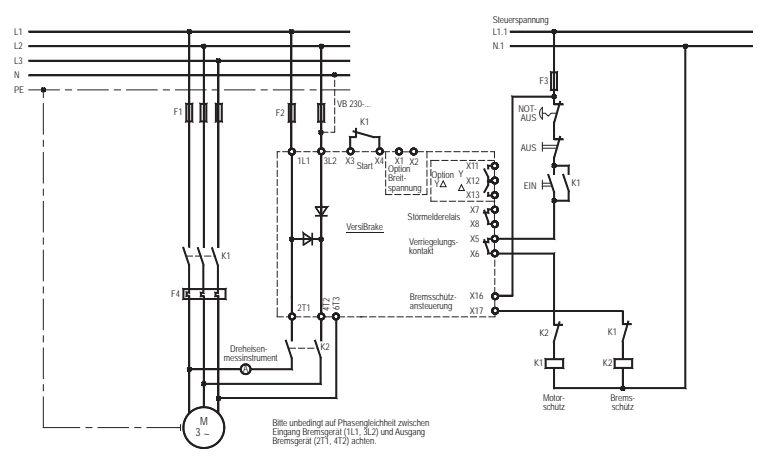 Steuerspannung
L1
L2
L3
N
PE
L1.1
N.1
F1
F2
VB 230-...
K1
F3
NOT-
AUS
AUS
EIN
K1
1L1
3L2
X3
Start
X4
X1
X2
Option
Breit-
spannung
Option
Y△
Y
△
X11
X12
X13
Störmelderelais
X7
X8
VersiBrake
Verriegelungs-
kontakt
X5
X6
Bremsschütz-
ansteuerung
X16
X17
K1
F4
2T1
4T2
6T3
K2
Dreheisen-
messinstrument
A
K2
K1
K1
K2
Motor-
schütz
Brems-
schütz
M
3 ~
Bitte unbedingt auf Phasengleichheit zwischen
Eingang Bremsgerät (1L1, 3L2) und Ausgang
Bremsgerät (2T1, 4T2) achten.